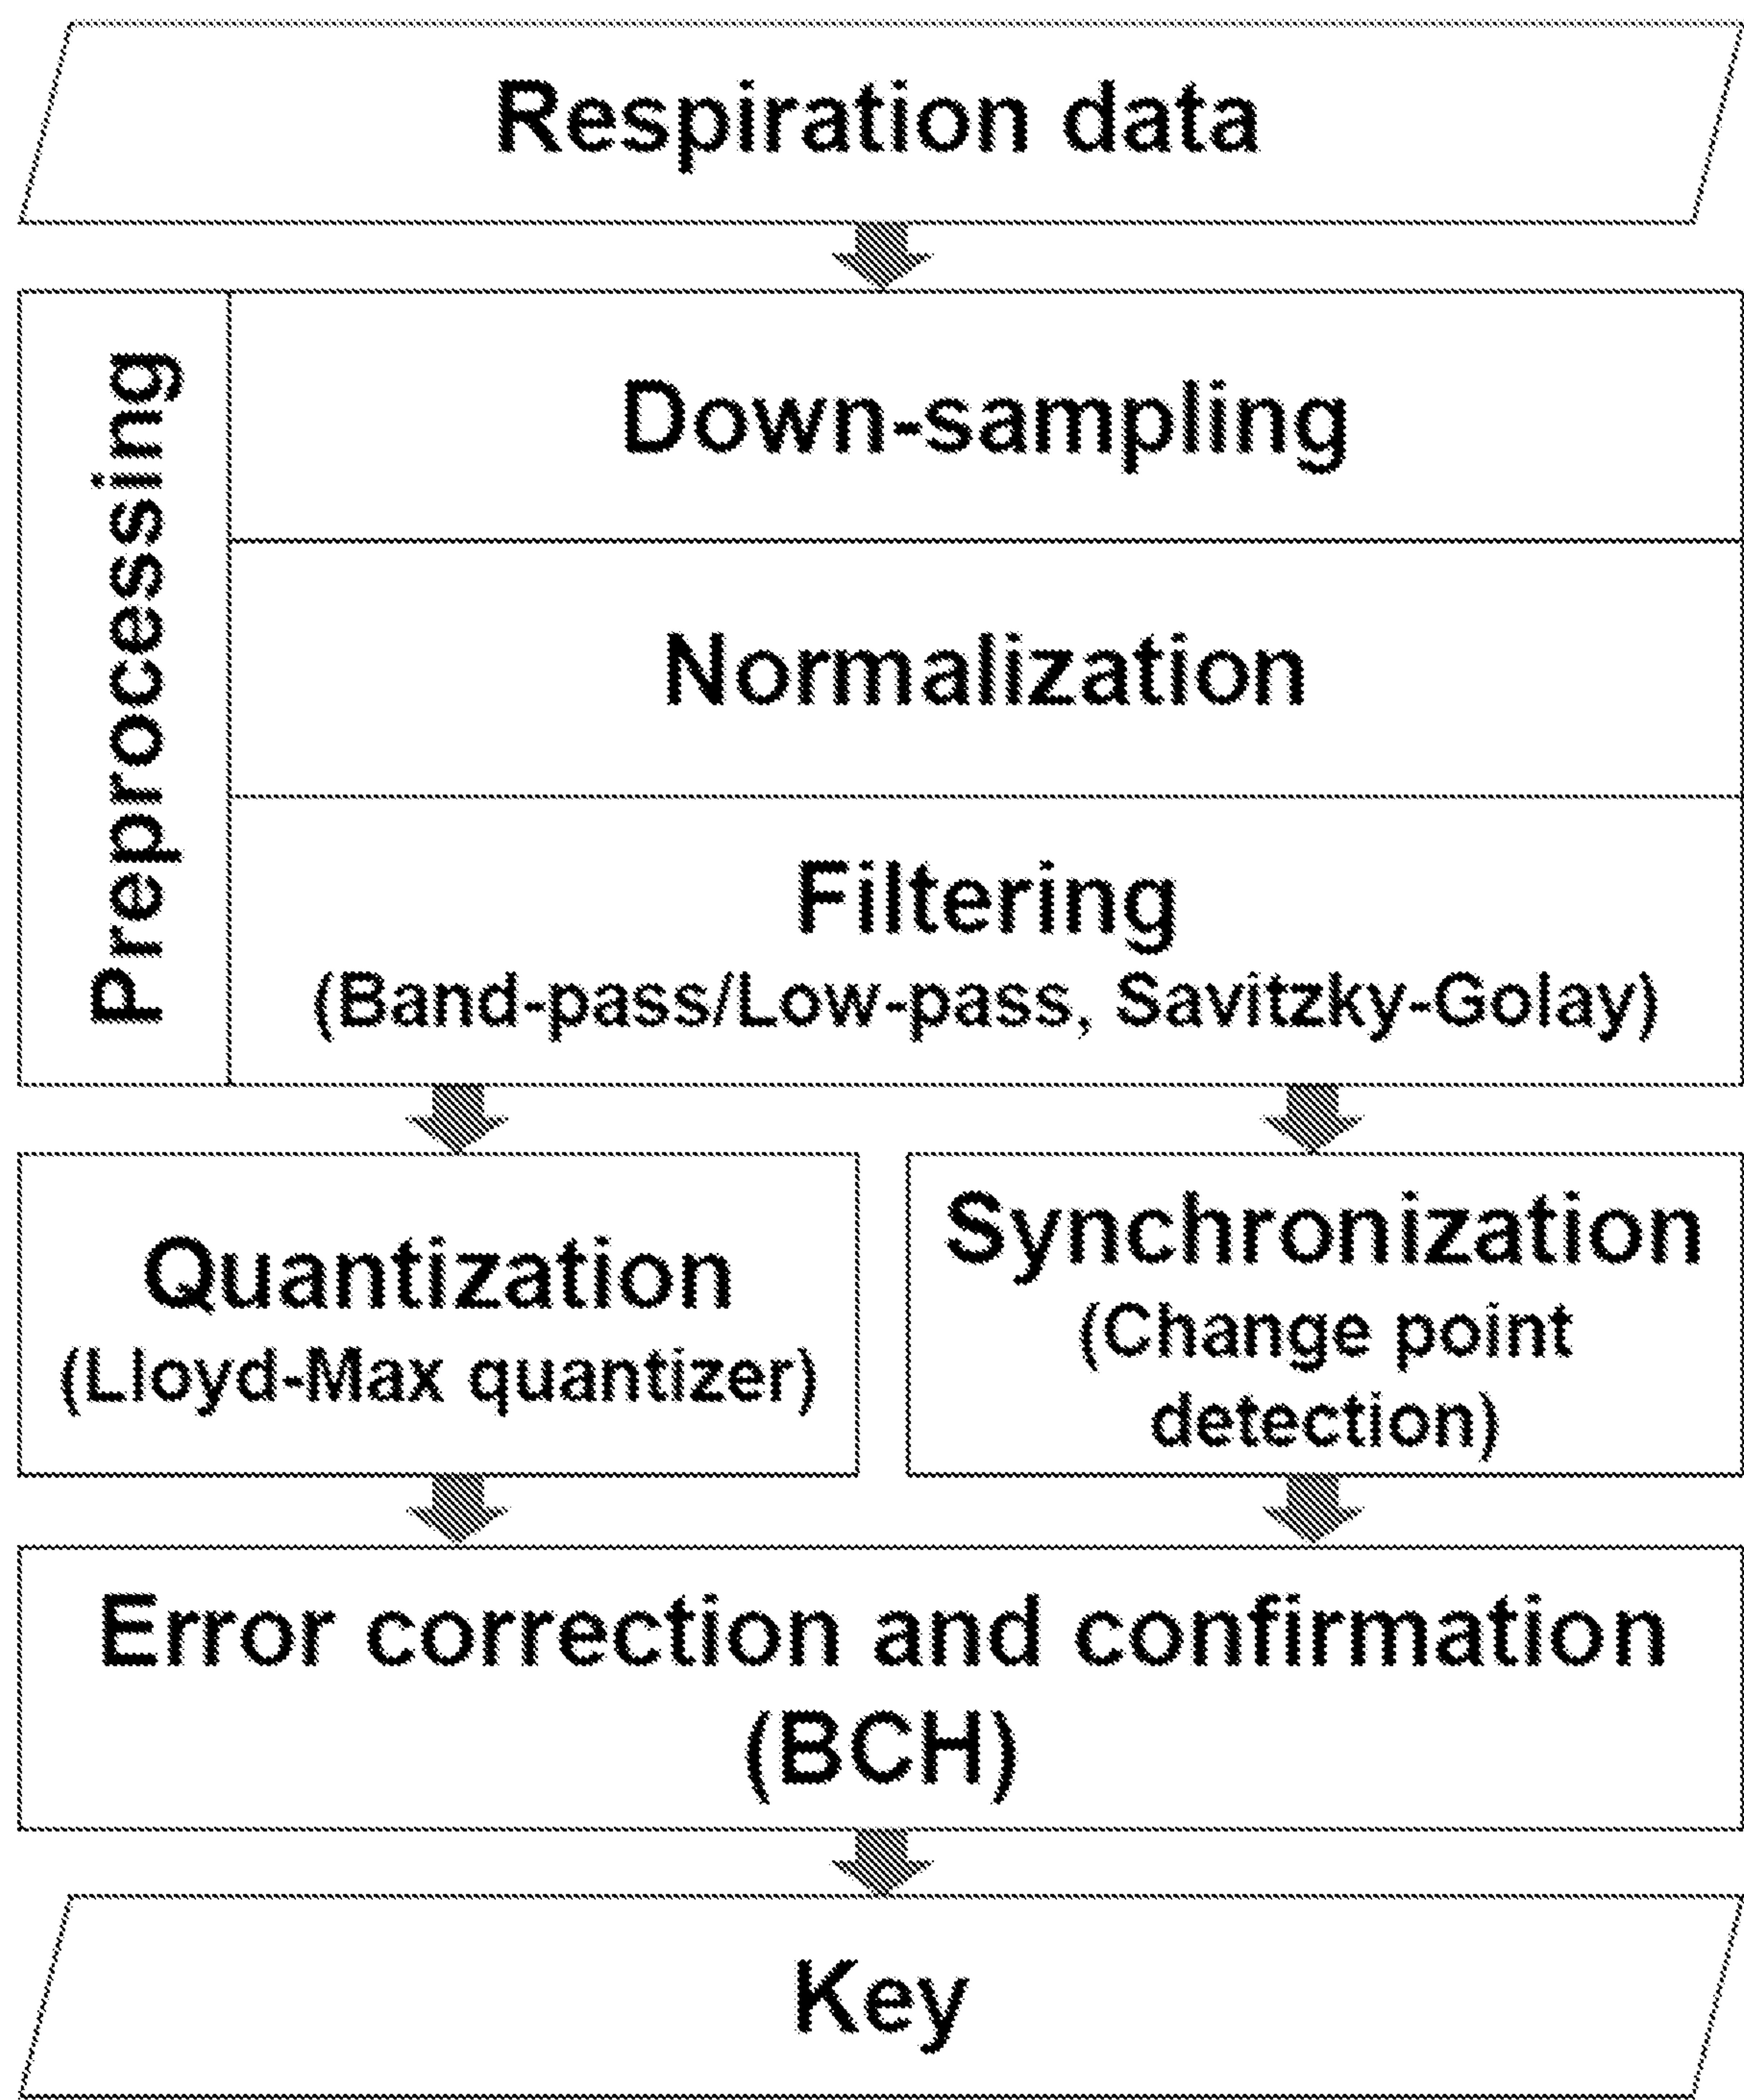 Respiration data
Preprocessing
Down-sampling
Normalization
Filtering
(Band-pass/Low-pass, Savitzky-Golay)
Quantization
(Lloyd-Max quantizer)
Synchronization
(Change point
detection)
Error correction and confirmation
(BCH)
Key